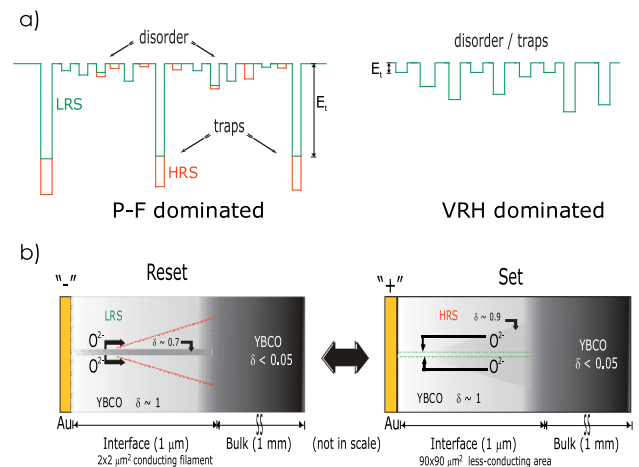 a)
disorder
disorder / traps
E_t
E_t
LRS
traps
HRS
P-F dominated
VRH dominated
b)
"-"
Reset
"+"
Set
LRS
HRS
δ ~ 0.9
O²⁻
δ ~ 0.7
O²⁻
YBCO
δ < 0.05
O²⁻
O²⁻
YBCO
δ < 0.05
YBCO δ ~ 1
YBCO δ ~ 1
Au
Interface (1 μm)
Bulk (1 mm)
(not in scale)
Au
Interface (1 μm)
Bulk (1 mm)
2x2 μm² conducting filament
90x90 μm² less-conducting area